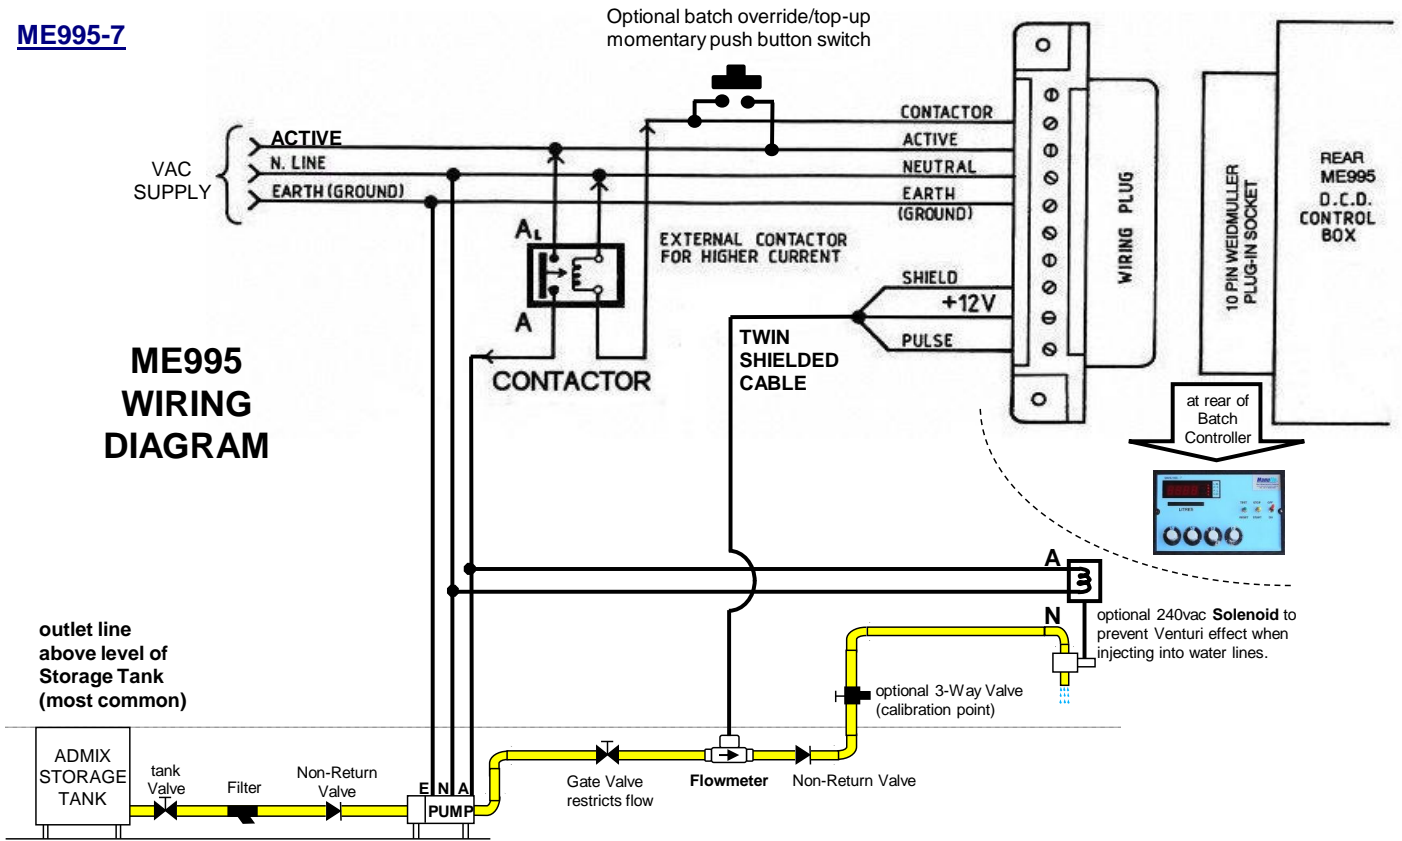 ME995-7
Optional batch override/top-up
momentary push button switch
CONTACTOR
ACTIVE
NEUTRAL
EARTH
(GROUND)
VAC
SUPPLY
ACTIVE
N. LINE
EARTH (GROUND)
A1
A
EXTERNAL CONTACTOR
FOR HIGHER CURRENT
CONTACTOR
SHIELD
+12V
PULSE
TWIN
SHIELDED
CABLE
WIRING PLUG
10 PIN WEIDMULLER
PLUG-IN SOCKET
REAR
ME995
D.C.D.
CONTROL
BOX
at rear of
Batch
Controller
LITRES
ME995
WIRING
DIAGRAM
A
N
optional 240vac Solenoid to
prevent Venturi effect when
injecting into water lines.
outlet line
above level of
Storage Tank
(most common)
optional 3-Way Valve
(calibration point)
ADMIX
STORAGE
TANK
tank
Valve
Filter
Non-Return
Valve
E N A
PUMP
Gate Valve
restricts flow
Flowmeter
Non-Return Valve